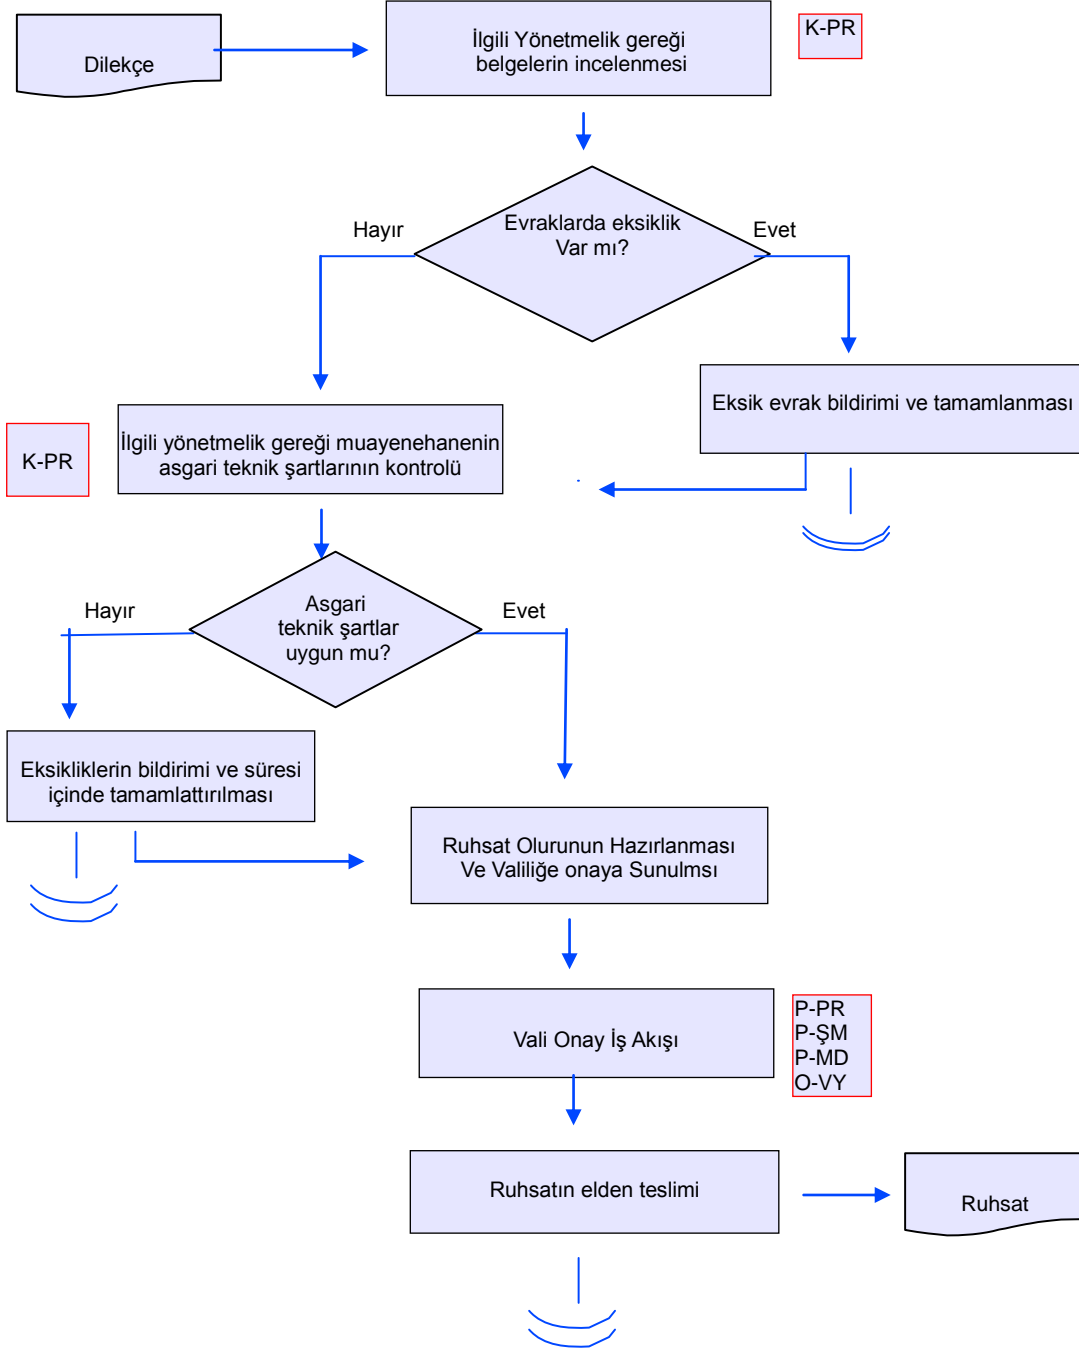 Dilekçe
İlgili Yönetmelik gereği
belgelerin incelenmesi
K-PR
Evraklarda eksiklik
Var mı?
Hayır
Evet
Eksik evrak bildirimi ve tamamlanması
K-PR
İlgili yönetmelik gereği muayenehanenin
asgari teknik şartlarının kontrolü
Hayır
Asgari
teknik şartlar
uygun mu?
Evet
Eksikliklerin bildirimi ve süresi
içinde tamamlattırılması
Ruhsat Olurunun Hazırlanması
Ve Valiliğe onaya Sunulmsı
Vali Onay İş Akışı
P-PR
P-ŞM
P-MD
O-VY
Ruhsatın elden teslimi
Ruhsat